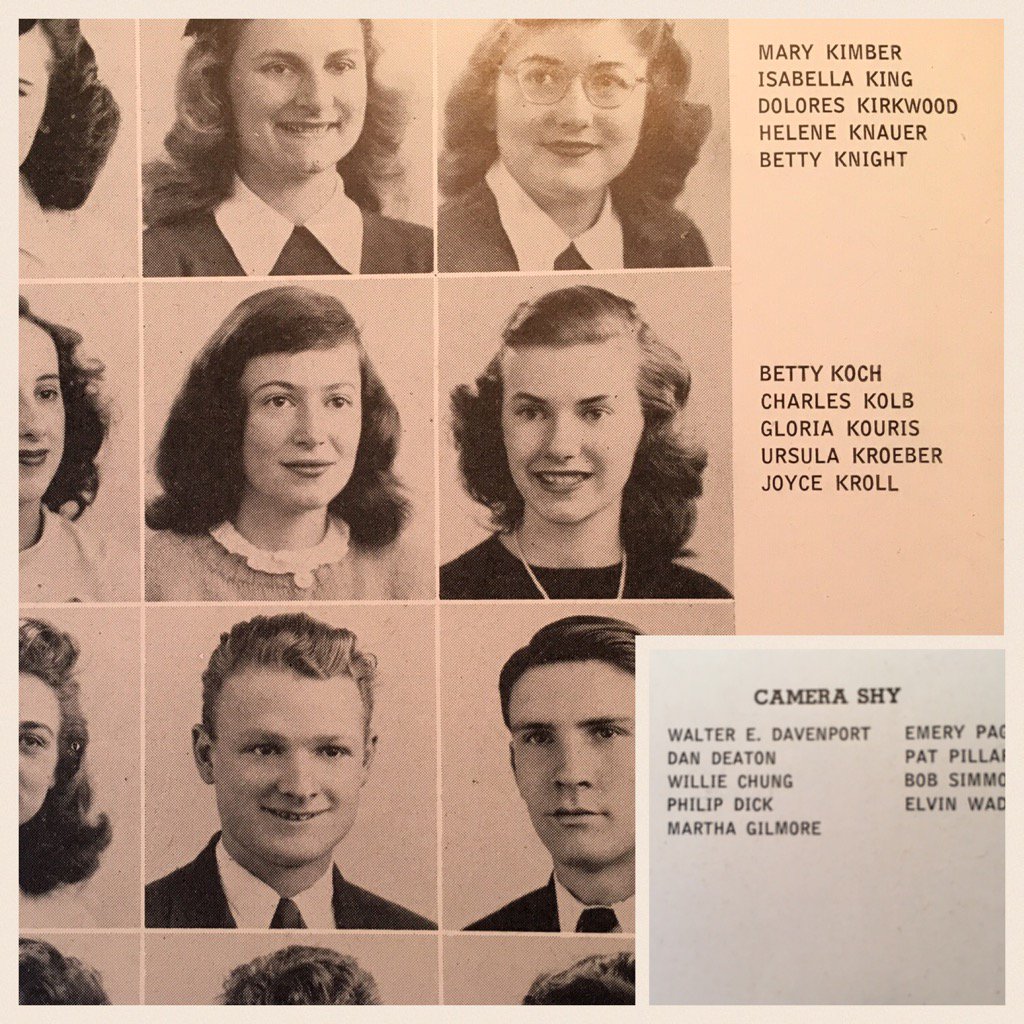 MARY KIMBER
ISABELLA KING
DOLORES KIRKWOOD
HELENE KNAUER
BETTY KNIGHT
BETTY KOCH
CHARLES KOLB
GLORIA KOURIS
URSULA KROEBER
JOYCE KROLL
CAMERA SHY
WALTER E. DAVENPORT
DAN DEATON
WILLIE CHUNG
PHILIP DICK
MARTHA GILMORE
EMERY
PAT
BOB
ELVIN